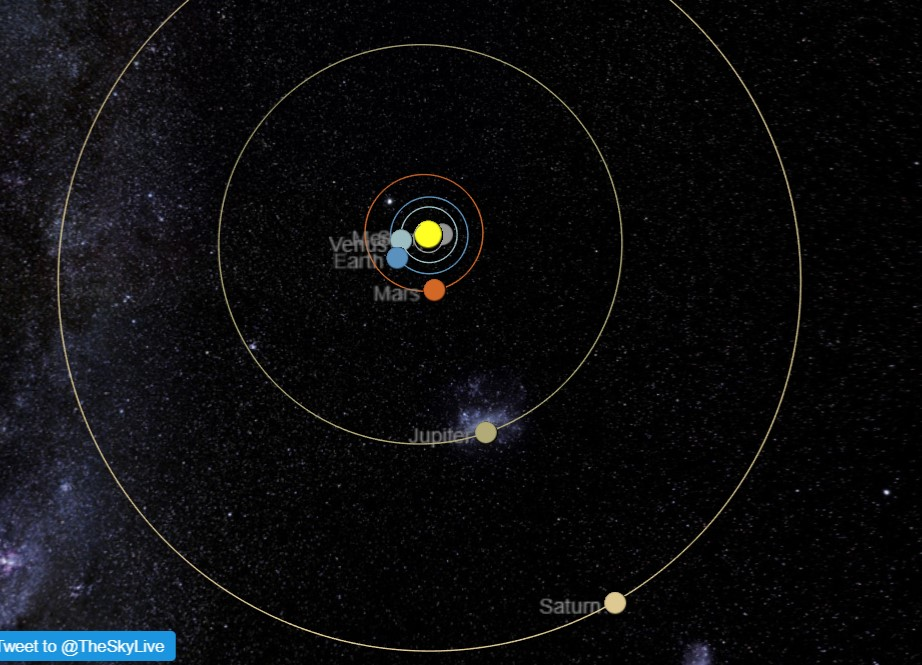 Venus
Earth
Mars
Jupiter
Saturn
Tweet to @TheSkyLive